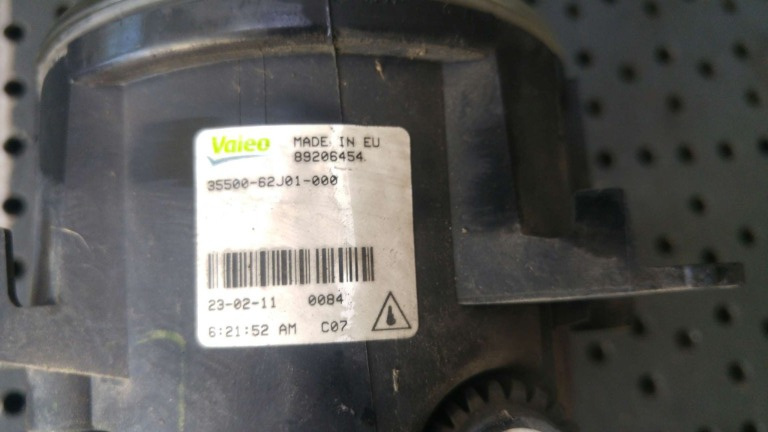 Valeo
MADE IN EU
89206454
35500-62J01-000
23-02-11 0084
6:21:52 AM C07